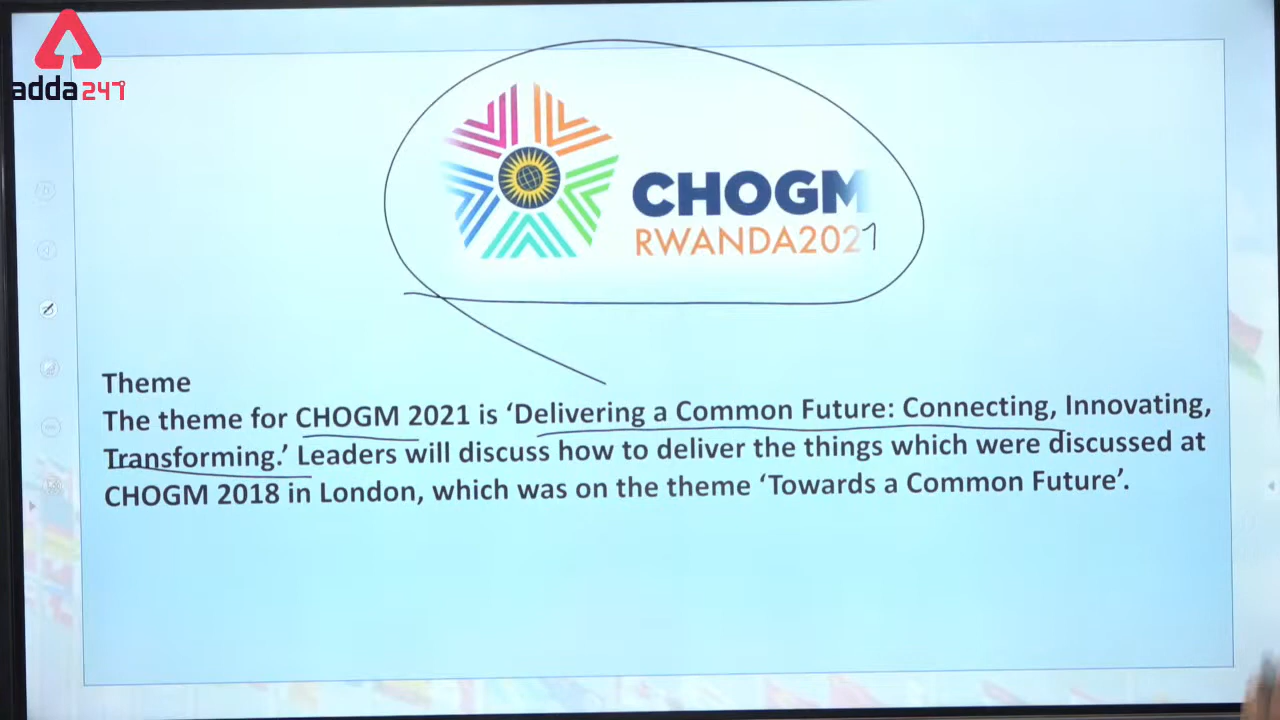 adda247
CHOGM
RWANDA2021
Theme
The theme for CHOGM 2021 is ‘Delivering a Common Future: Connecting, Innovating,
Transforming.’ Leaders will discuss how to deliver the things which were discussed at
CHOGM 2018 in London, which was on the theme ‘Towards a Common Future’.